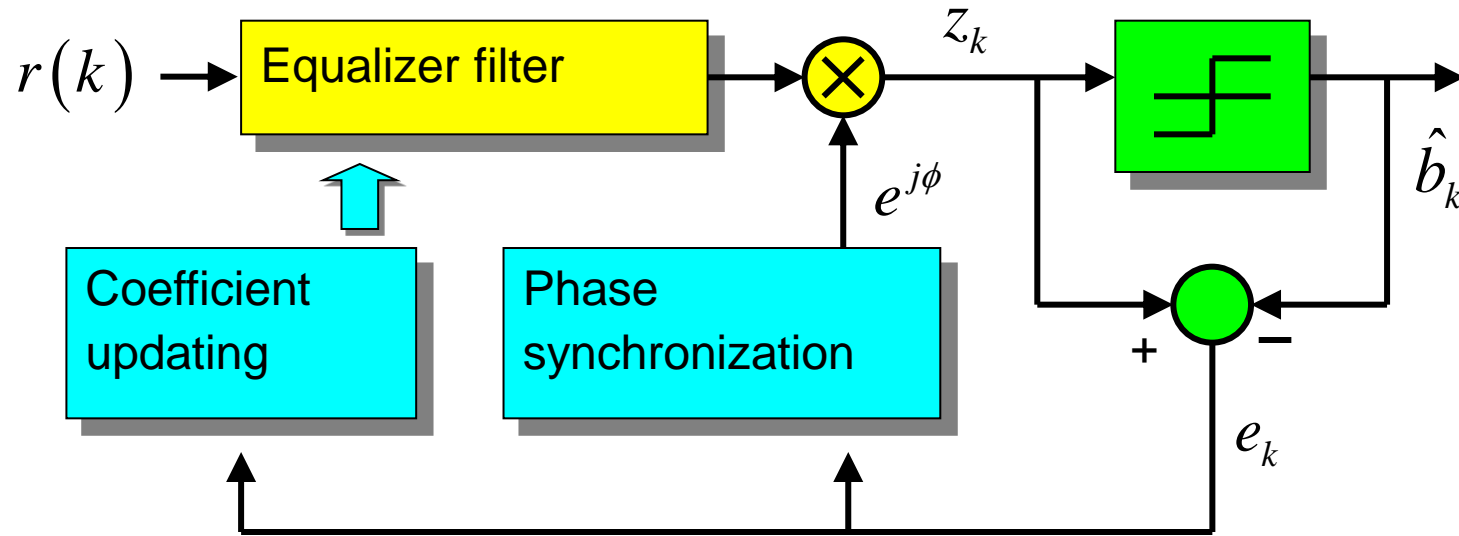 z_k
r(k)
Equalizer filter
e^{jϕ}
b̂_k
Coefficient
updating
Phase
synchronization
+
−
e_k